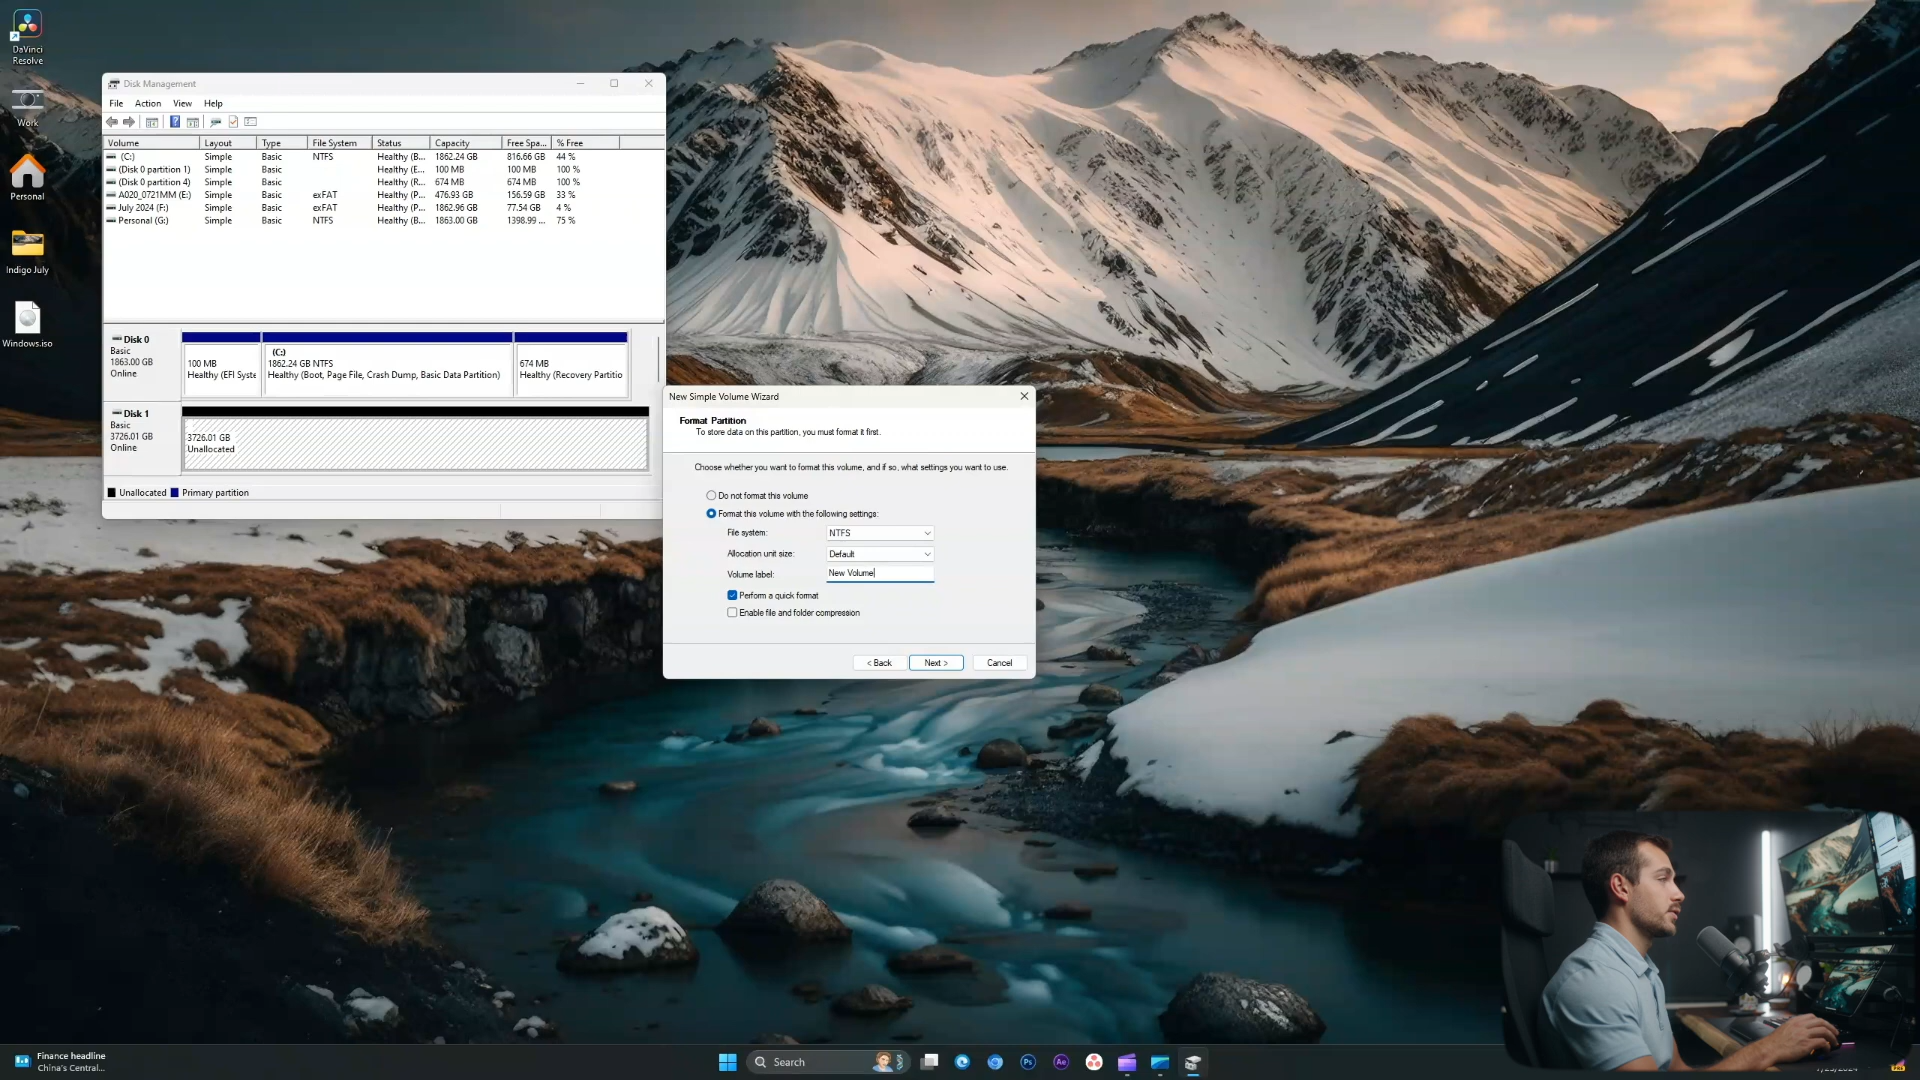 DaVinci
Resolve
Work
Personal
Indigo July
Windows.iso
Disk Management
File Action View Help
Volume Layout Type File System Status Capacity Free Spa... % Free
(C:) Simple Basic NTFS Healthy (B... 1862.24 GB 816.66 GB 44 %
(Disk 0 partition 1) Simple Basic Healthy (E... 100 MB 100 MB 100 %
(Disk 0 partition 4) Simple Basic Healthy (R... 674 MB 674 MB 100 %
A020_0721MM (E:) Simple Basic exFAT Healthy (P... 476.93 GB 156.59 GB 33 %
July 2024 (F:) Simple Basic exFAT Healthy (P... 1862.96 GB 77.54 GB 4 %
Personal (G:) Simple Basic NTFS Healthy (P... 1863.00 GB 1398.99 ... 75 %
Disk 0
Basic
1863.00 GB
Online
100 MB
Healthy (EFI Syste
(C:)
1862.24 GB NTFS
Healthy (Boot, Page File, Crash Dump, Basic Data Partition)
674 MB
Healthy (Recovery Partitio
Disk 1
Basic
3726.01 GB
Online
3726.01 GB
Unallocated
Unallocated Primary partition
New Simple Volume Wizard
Format Partition
To store data on this partition, you must format it first.
Choose whether you want to format this volume, and if so, what settings you want to use.
Do not format this volume
Format this volume with the following settings:
File system: NTFS
Allocation unit size: Default
Volume label: New Volume
Perform a quick format
Enable file and folder compression
< Back Next > Cancel
Finance headline
China's Central...
Search
Ps
Ae